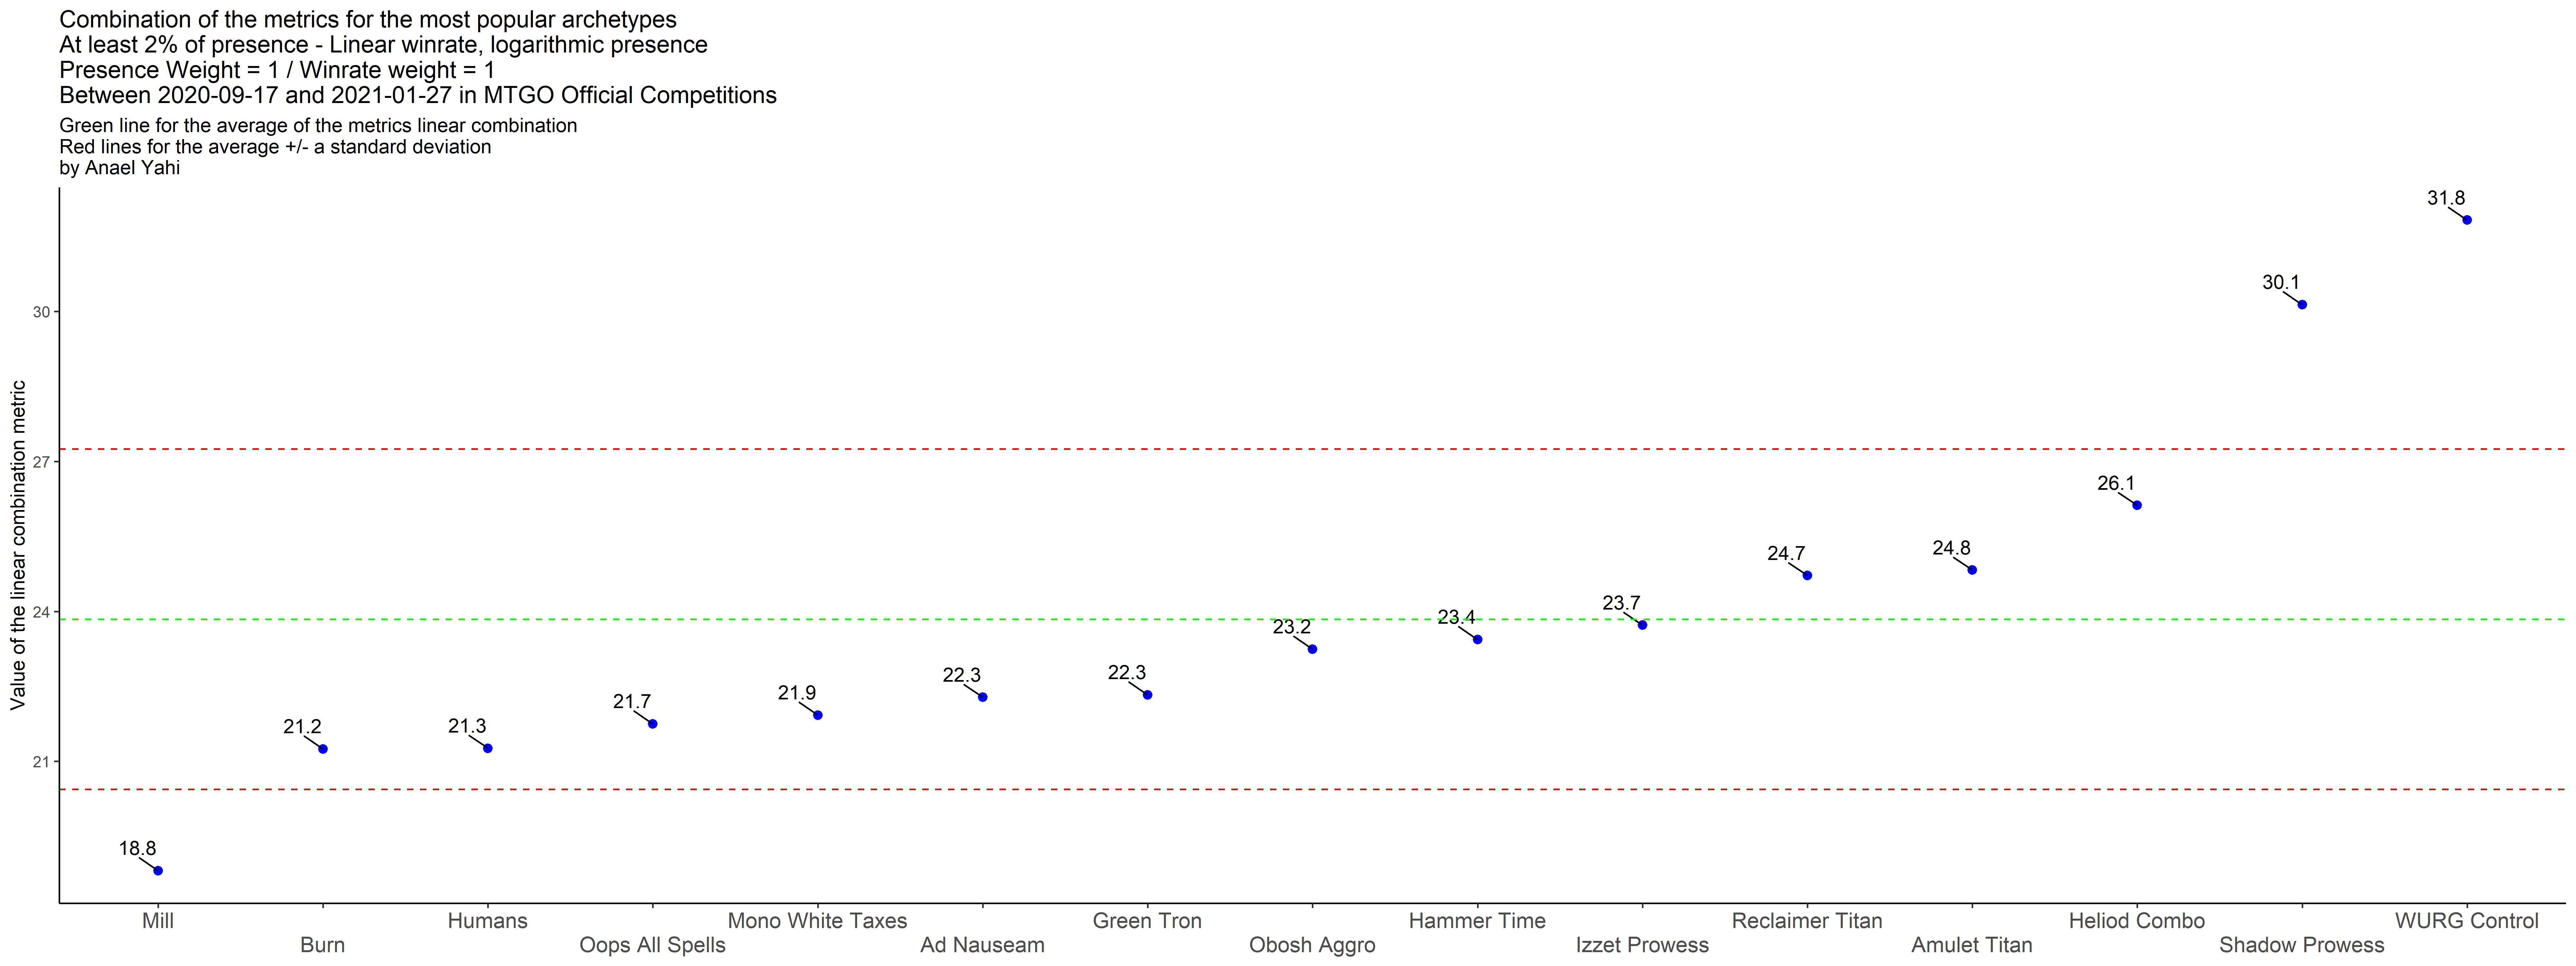 Combination of the metrics for the most popular archetypes
At least 2% of presence - Linear winrate, logarithmic presence
Presence Weight = 1 / Winrate weight = 1
Between 2020-09-17 and 2021-01-27 in MTGO Official Competitions
Green line for the average of the metrics linear combination
Red lines for the average +/- a standard deviation
by Anael Yahi
Value of the linear combination metric
30
27
24
21
18.8
21.2
21.3
21.7
21.9
22.3
22.3
23.2
23.4
23.7
24.7
24.8
26.1
30.1
31.8
Mill
Burn
Humans
Oops All Spells
Mono White Taxes
Ad Nauseam
Green Tron
Obosh Aggro
Hammer Time
Izzet Prowess
Reclaimer Titan
Amulet Titan
Heliod Combo
Shadow Prowess
WURG Control